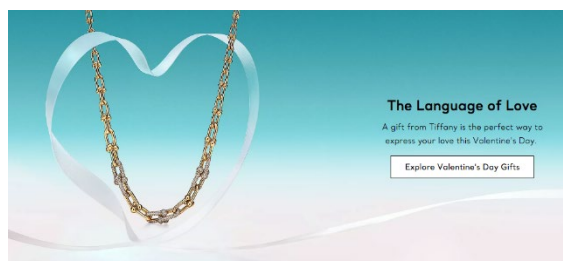 The Language of Love
A gift from Tiffany is the perfect way to
express your love this Valentine's Day.
Explore Valentine's Day Gifts